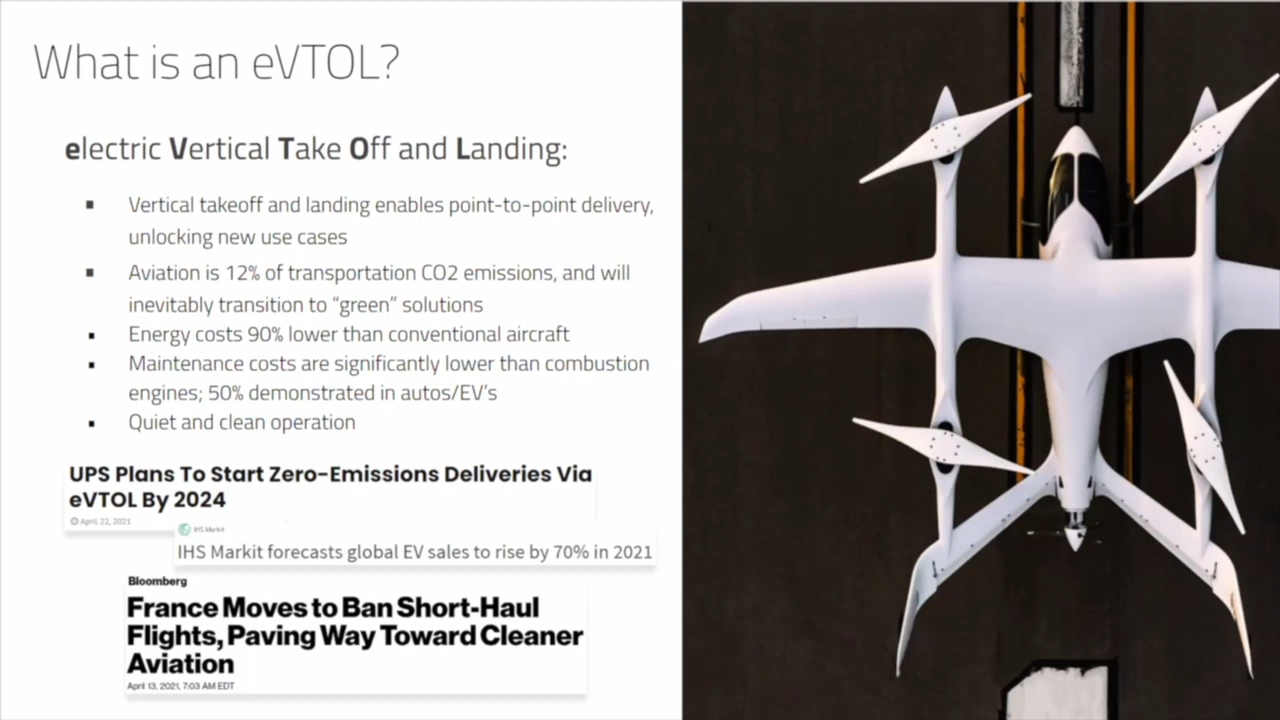 What is an eVTOL?
electric Vertical Take Off and Landing:
▪ Vertical takeoff and landing enables point-to-point delivery,
unlocking new use cases
▪ Aviation is 12% of transportation CO2 emissions, and will
inevitably transition to “green” solutions
▪ Energy costs 90% lower than conventional aircraft
▪ Maintenance costs are significantly lower than combustion
engines; 50% demonstrated in autos/EV's
▪ Quiet and clean operation
UPS Plans To Start Zero-Emissions Deliveries Via
eVTOL By 2024
April 22, 2021
IHS Markit
IHS Markit forecasts global EV sales to rise by 70% in 2021
Bloomberg
France Moves to Ban Short-Haul
Flights, Paving Way Toward Cleaner
Aviation
April 13, 2021, 7:03 AM EDT